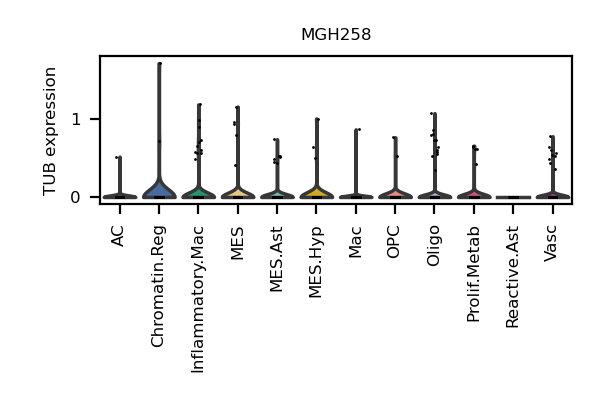 MGH258
TUB expression
1
0
AC
Chromatin.Reg
Inflammatory.Mac
MES
MES.Ast
MES.Hyp
Mac
OPC
Oligo
Prolif.Metab
Reactive.Ast
Vasc